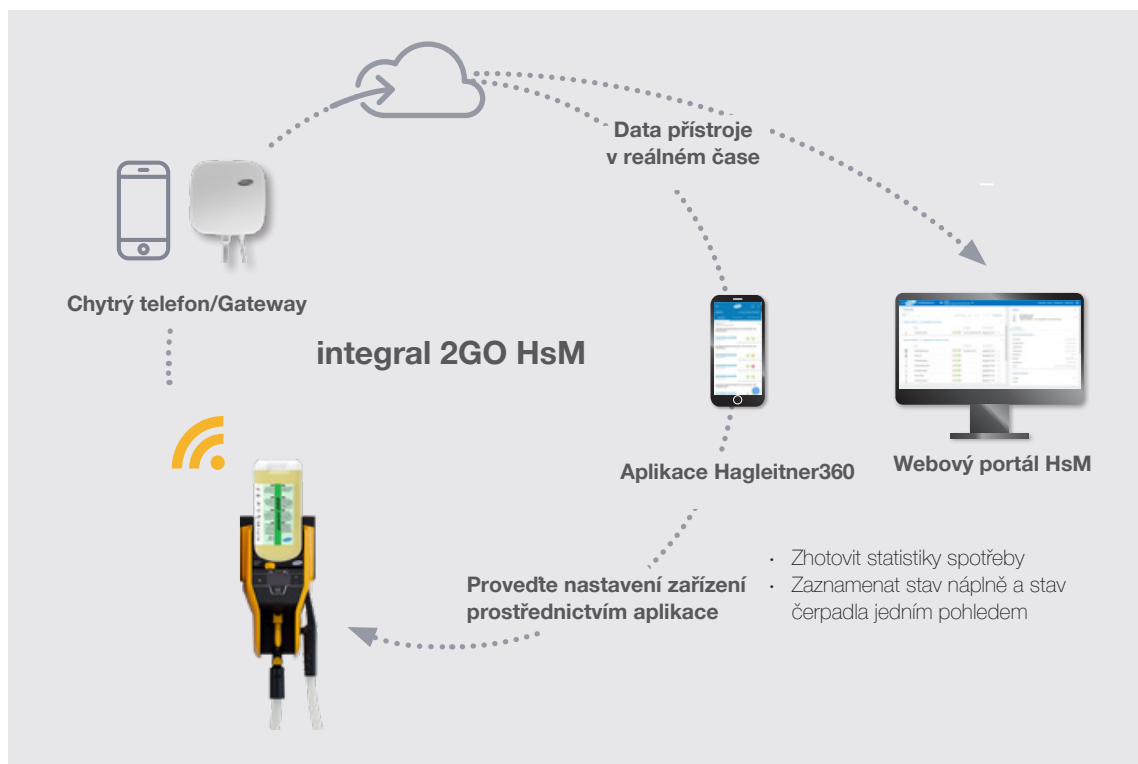 Data přístroje
v reálném čase
Chytrý telefon/Gateway
integral 2GO HsM
Aplikace Hagleitner360
Webový portál HsM
Proveďte nastavení zařízení
prostřednictvím aplikace
· Zhotovit statistiky spotřeby
· Zaznamenat stav náplně a stav
čerpadla jedním pohledem